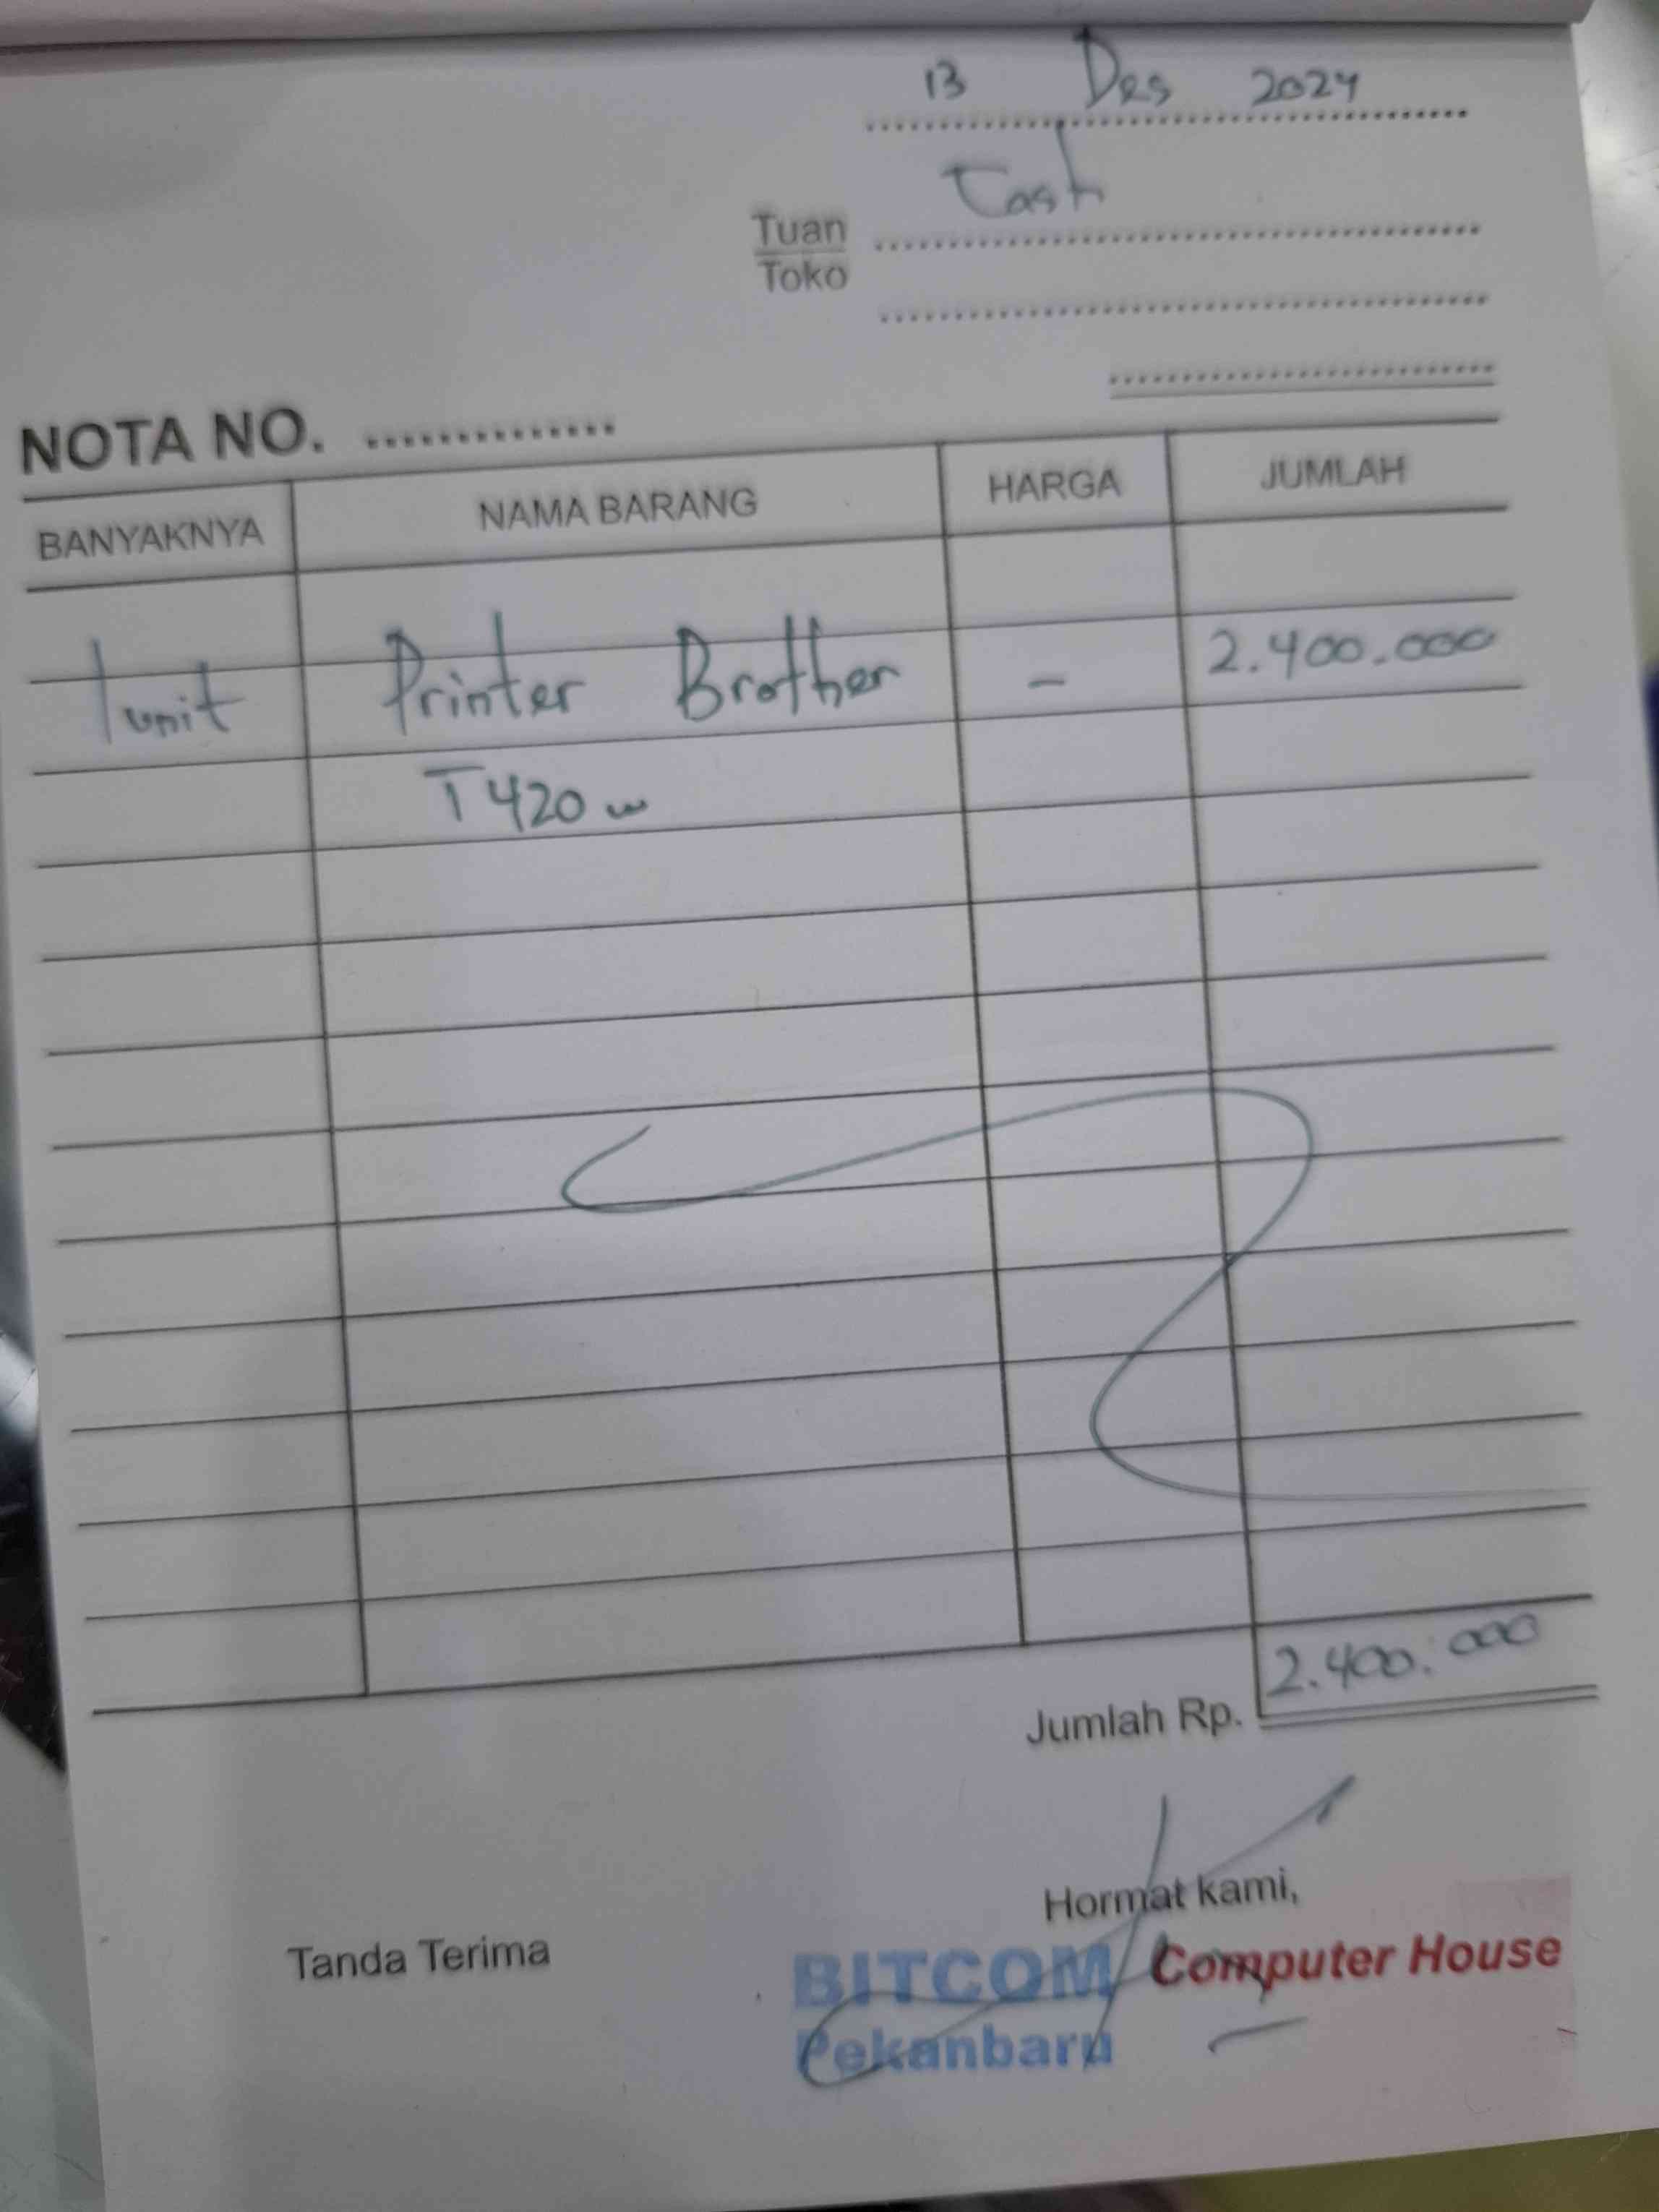 13 Des 2024
Cash
Tuan
Toko
NOTA NO. ..............
BANYAKNYA NAMA BARANG HARGA JUMLAH
1 unit Printer Brother - 2.400.000
T420w
Jumlah Rp. 2.400.000
Tanda Terima Hormat kami,
BITCOM Computer House
Pekanbaru